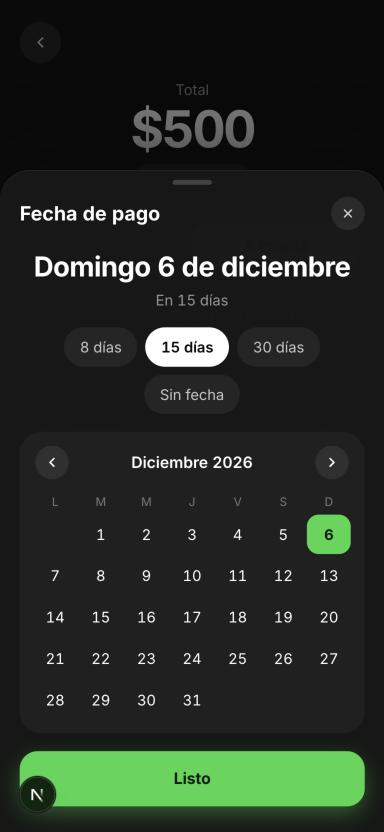 Total
$500
Fecha de pago
Domingo 6 de diciembre
En 15 días
8 días 15 días 30 días
Sin fecha
Diciembre 2026
L M M J V S D
1 2 3 4 5 6
7 8 9 10 11 12 13
14 15 16 17 18 19 20
21 22 23 24 25 26 27
28 29 30 31
Listo
N